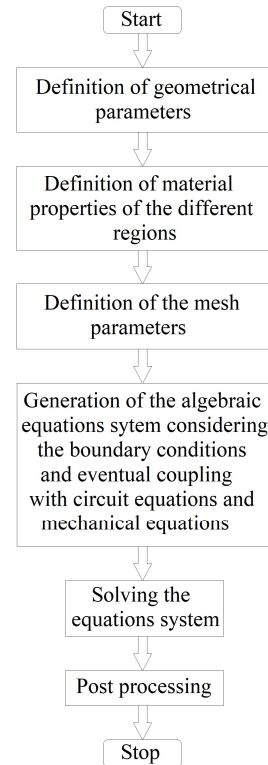 Start
Definition of geometrical
parameters
Definition of material
properties of the different
regions
Definition of the mesh
parameters
Generation of the algebraic
equations sytem considering
the boundary conditions
and eventual coupling
with circuit equations and
mechanical equations
Solving the
equations system
Post processing
Stop